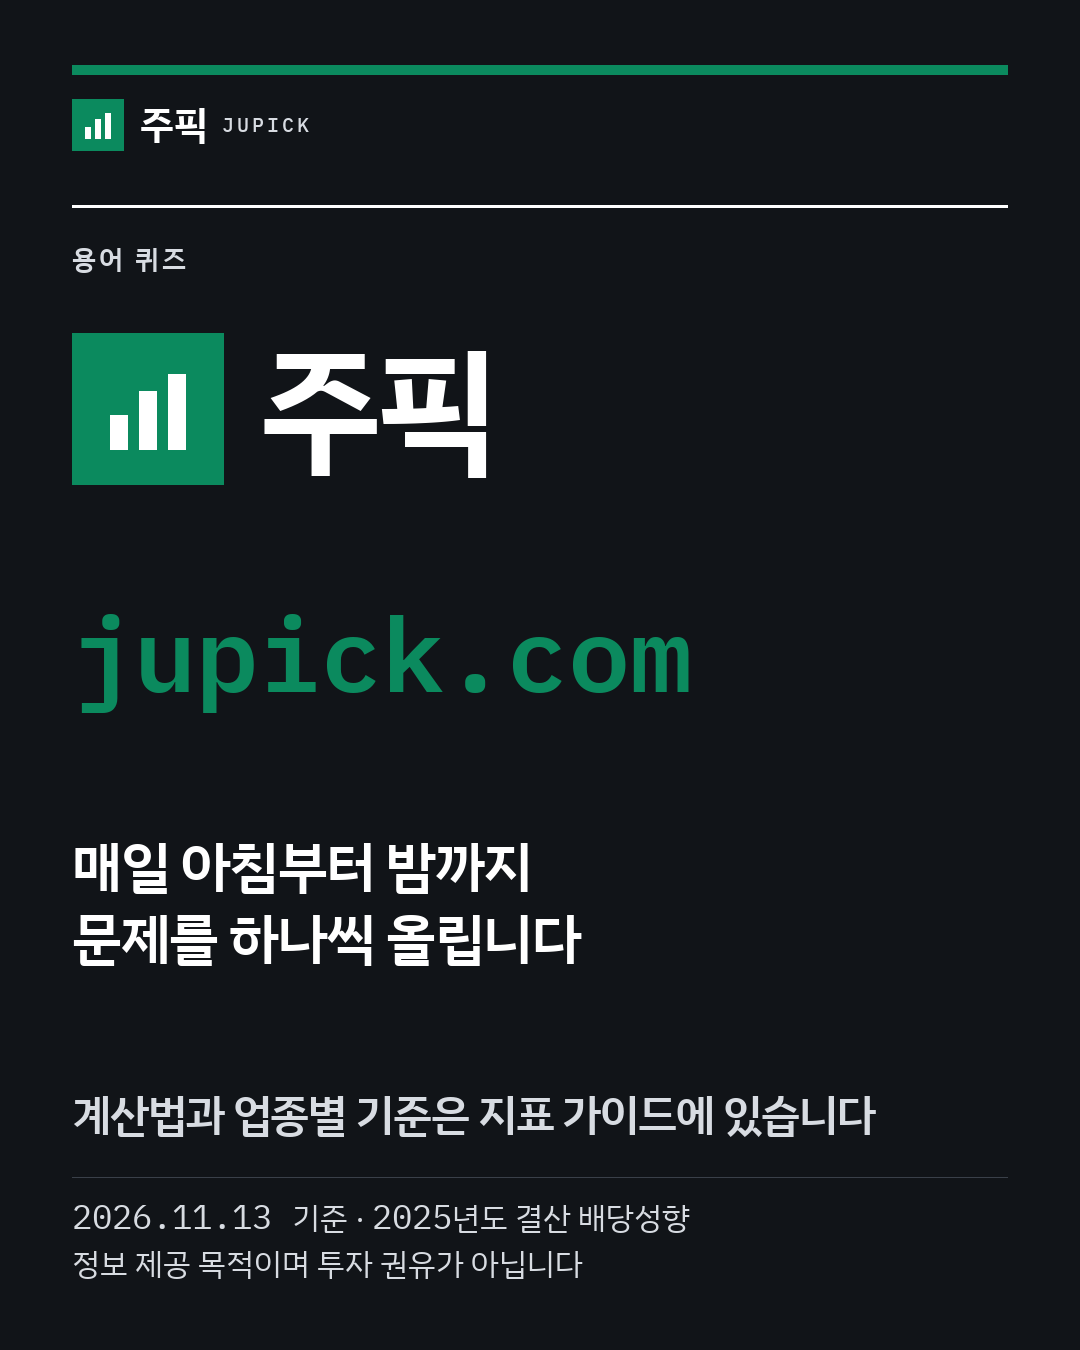 주픽 JUPICK
용어 퀴즈
주픽
jupick.com
매일 아침부터 밤까지
문제를 하나씩 올립니다
계산법과 업종별 기준은 지표 가이드에 있습니다
2026.11.13 기준 · 2025년도 결산 배당성향
정보 제공 목적이며 투자 권유가 아닙니다